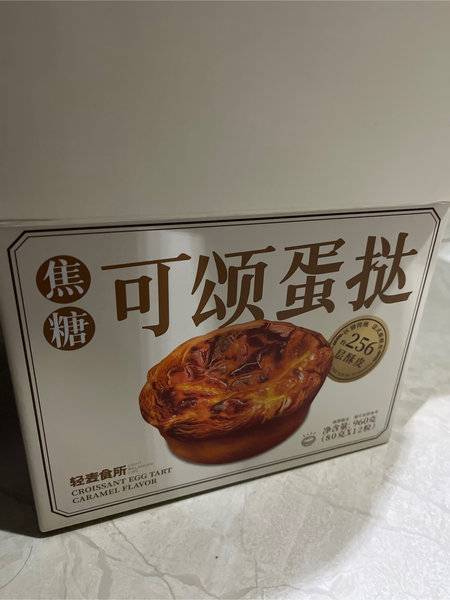 焦糖
可颂蛋挞
256
层酥皮
净含量: 960克
(80克X12粒)
轻麦食所
CROISSANT EGG TART
CARAMEL FLAVOR